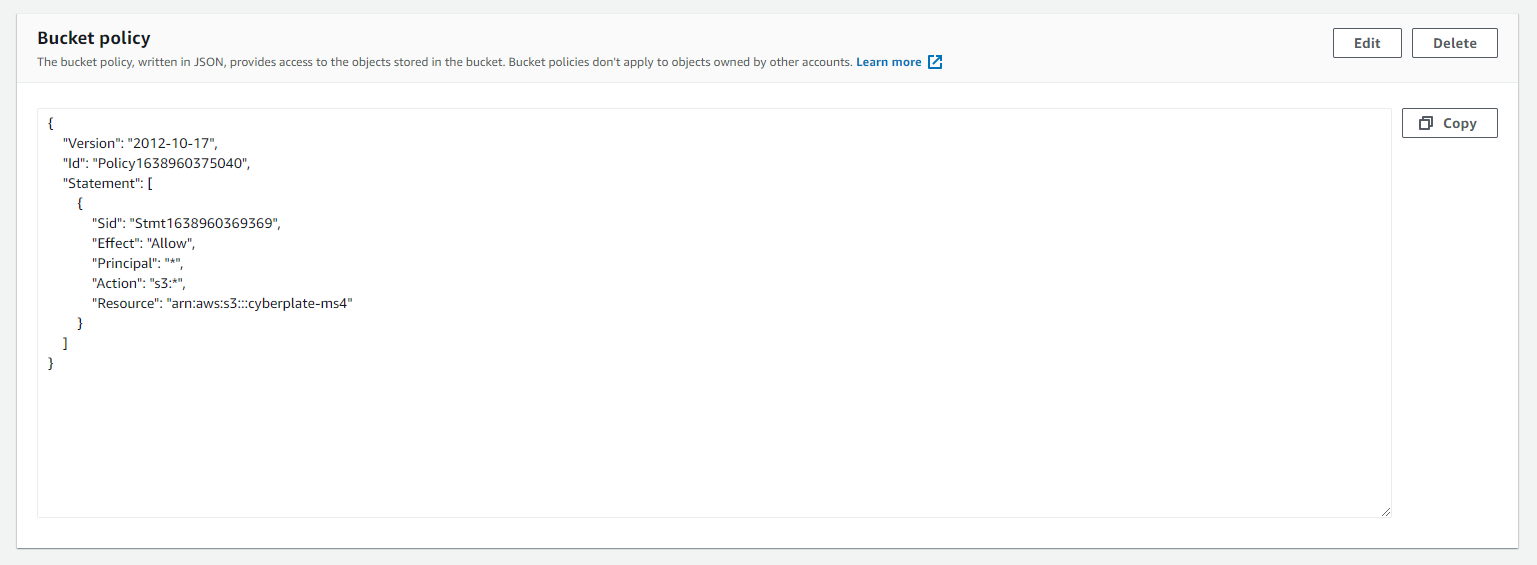 Bucket policy
Edit
Delete
The bucket policy, written in JSON, provides access to the objects stored in the bucket. Bucket policies don't apply to objects owned by other accounts. Learn more
Copy
{
"Version": "2012-10-17",
"Id": "Policy1638960375040",
"Statement": [
{
"Sid": "Stmt1638960369369",
"Effect": "Allow",
"Principal": "*",
"Action": "s3:*",
"Resource": "arn:aws:s3:::cyberplate-ms4"
}
]
}